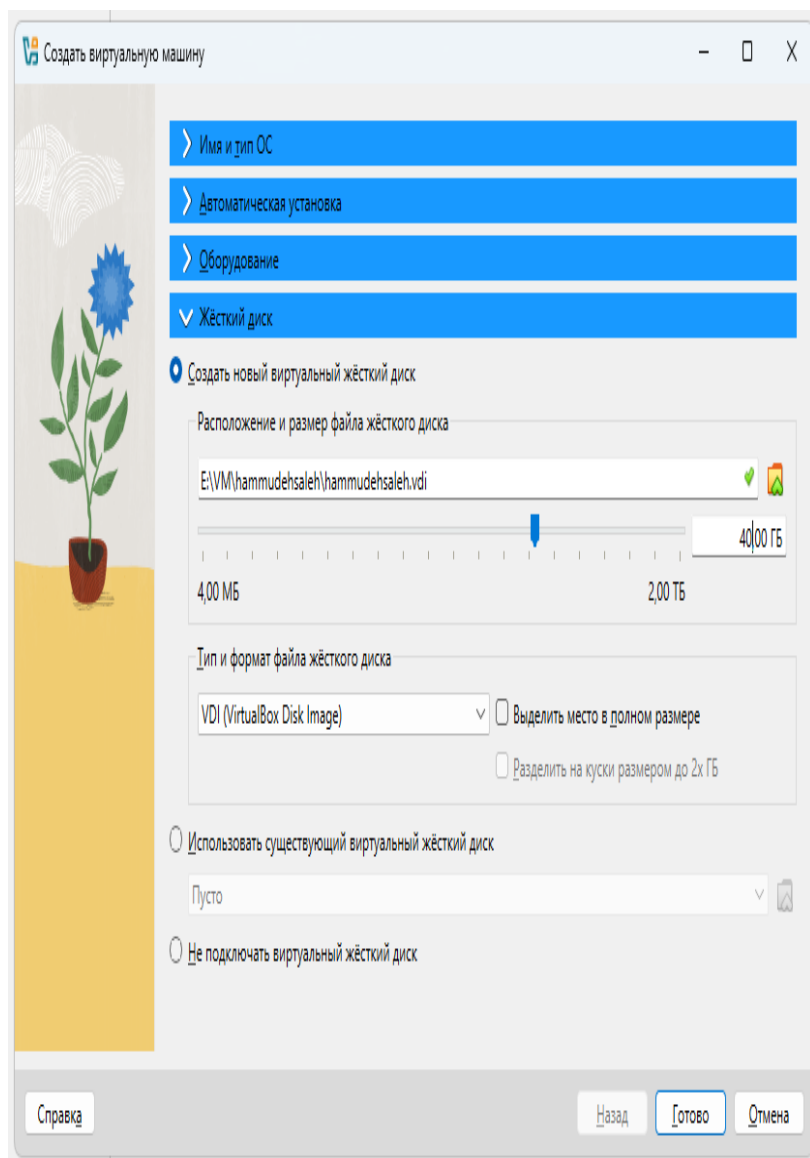 Создать виртуальную машину
Имя и тип ОС
Автоматическая установка
Оборудование
Жёсткий диск
Создать новый виртуальный жёсткий диск
Расположение и размер файла жёсткого диска
E:\VM\hammudehsaleh\hammudehsaleh.vdi
40,00 ГБ
4,00 МБ 2,00 ТБ
Тип и формат файла жёсткого диска
VDI (VirtualBox Disk Image) Выделить место в полном размере
Разделить на куски размером до 2х ГБ
Использовать существующий виртуальный жёсткий диск
Пусто
Не подключать виртуальный жёсткий диск
Справка Назад Готово Отмена